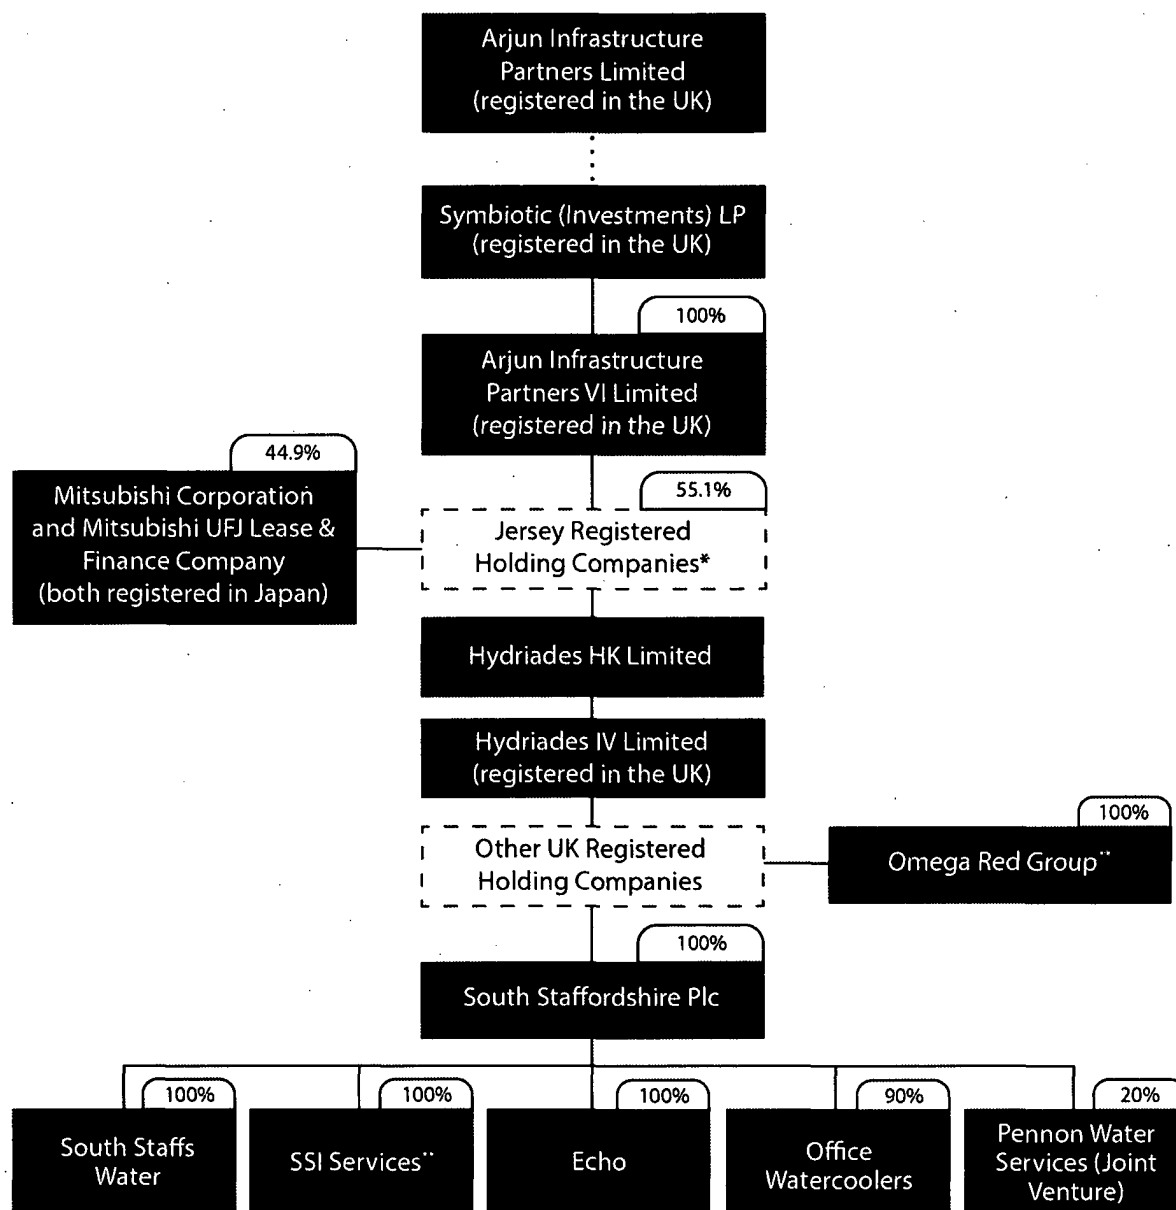 Arjun Infrastructure
Partners Limited
(registered in the UK)
Symbiotic (Investments) LP
(registered in the UK)
100%
Arjun Infrastructure
Partners VI Limited
(registered in the UK)
44.9%
Mitsubishi Corporation
and Mitsubishi UFJ Lease &
Finance Company
(both registered in Japan)
55.1%
Jersey Registered
Holding Companies*
Hydriades HK Limited
Hydriades IV Limited
(registered in the UK)
Other UK Registered
Holding Companies
100%
Omega Red Group**
100%
South Staffordshire Plc
100%
South Staffs
Water
100%
SSI Services**
100%
Echo
90%
Office
Watercoolers
20%
Pennon Water
Services (Joint
Venture)